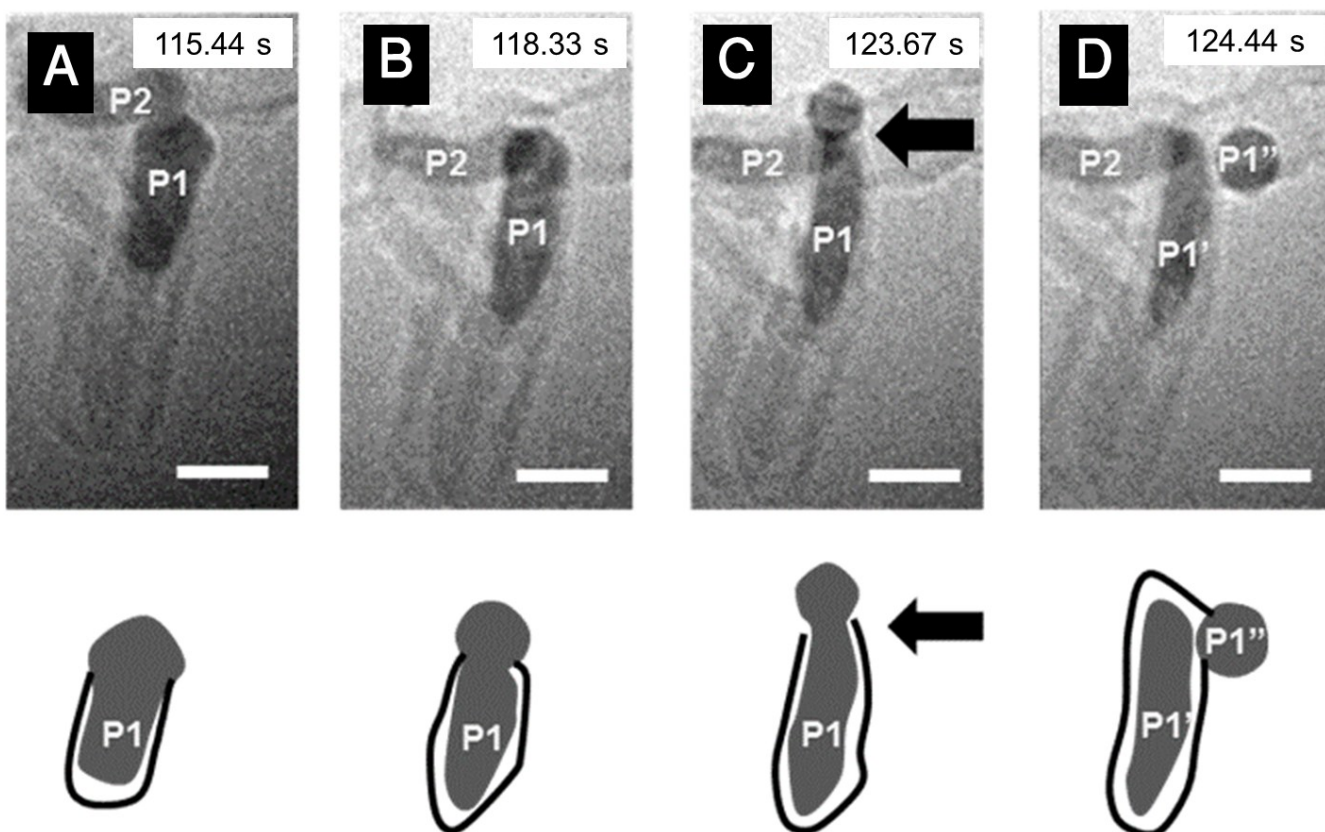 A
115.44 s
P2
P1
B
118.33 s
P2
P1
C
123.67 s
P2
P1
D
124.44 s
P2
P1”
P1’
P1
P1
P1
P1”
P1’